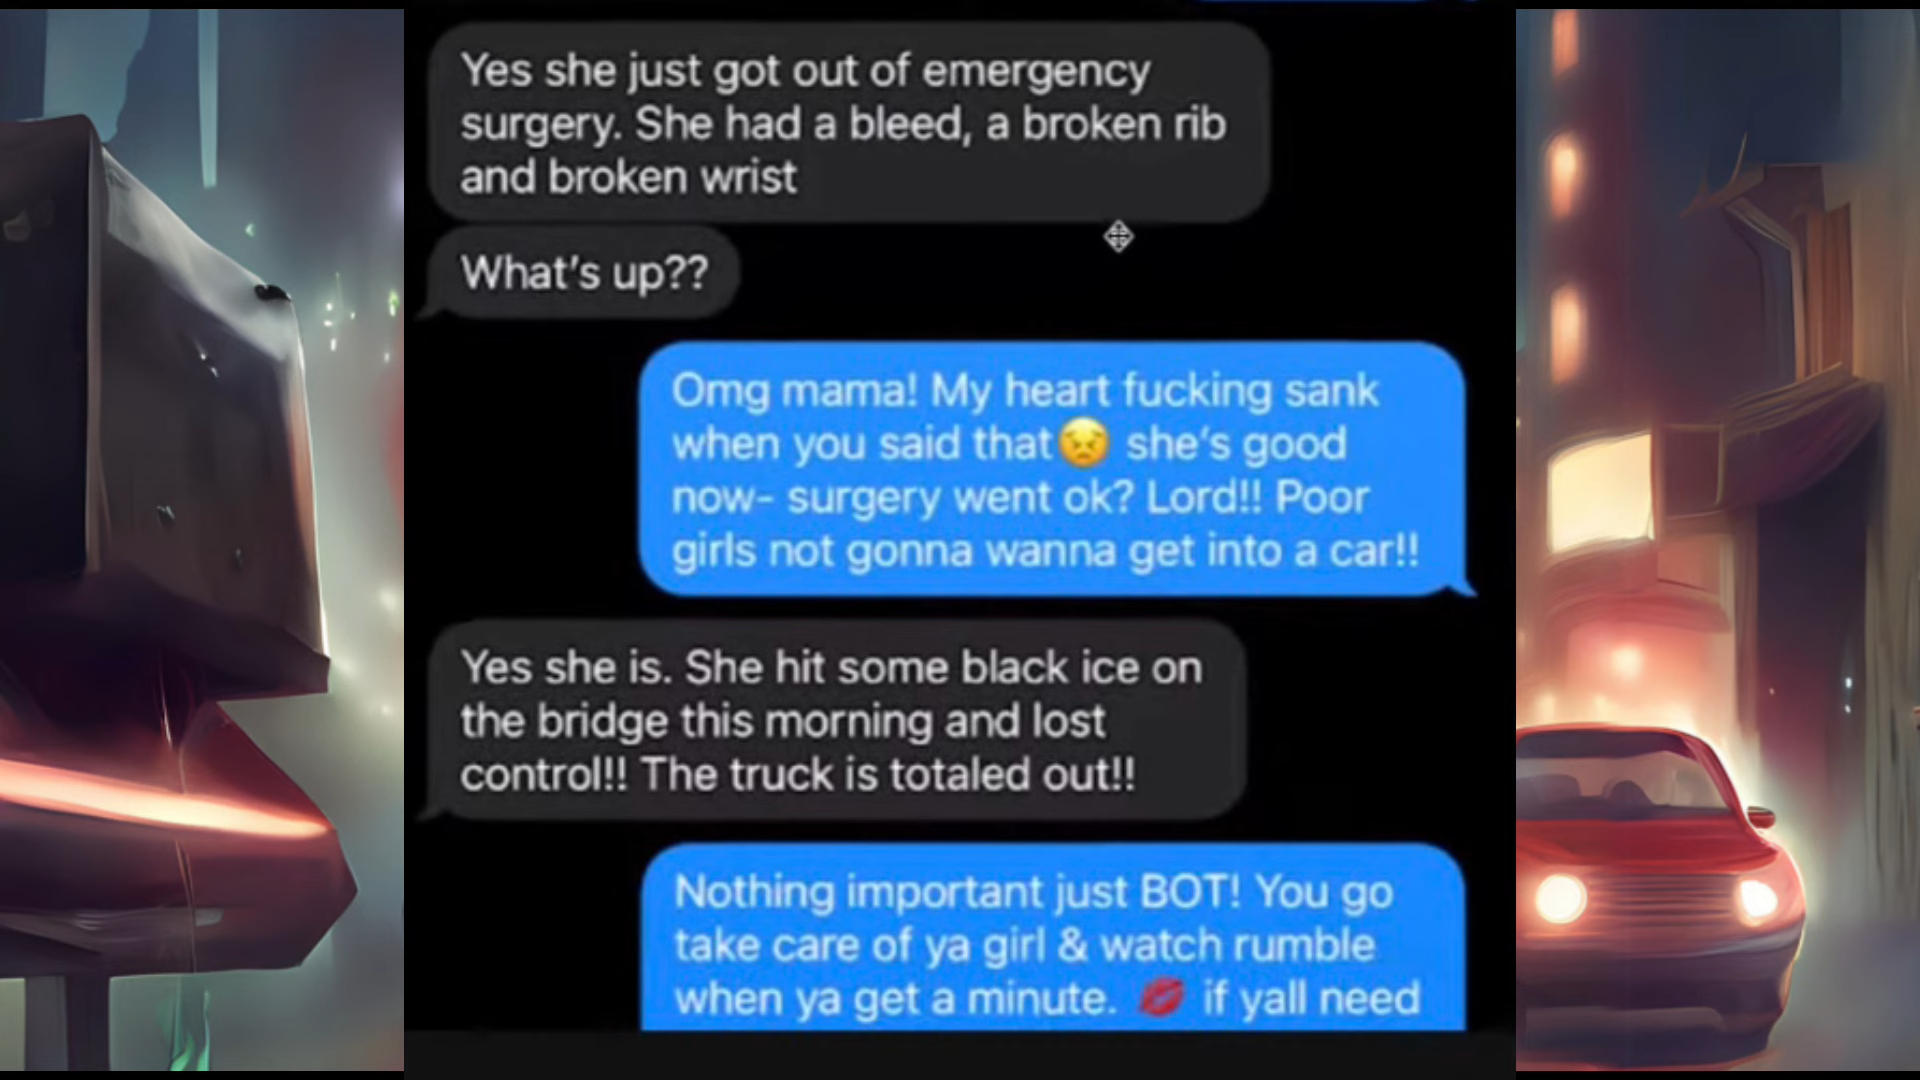 Yes she just got out of emergency
surgery. She had a bleed, a broken rib
and broken wrist
What's up??
Omg mama! My heart fucking sank
when you said that😣 she's good
now- surgery went ok? Lord!! Poor
girls not gonna wanna get into a car!!
Yes she is. She hit some black ice on
the bridge this morning and lost
control!! The truck is totaled out!!
Nothing important just BOT! You go
take care of ya girl & watch rumble
when ya get a minute. 💋 if yall need